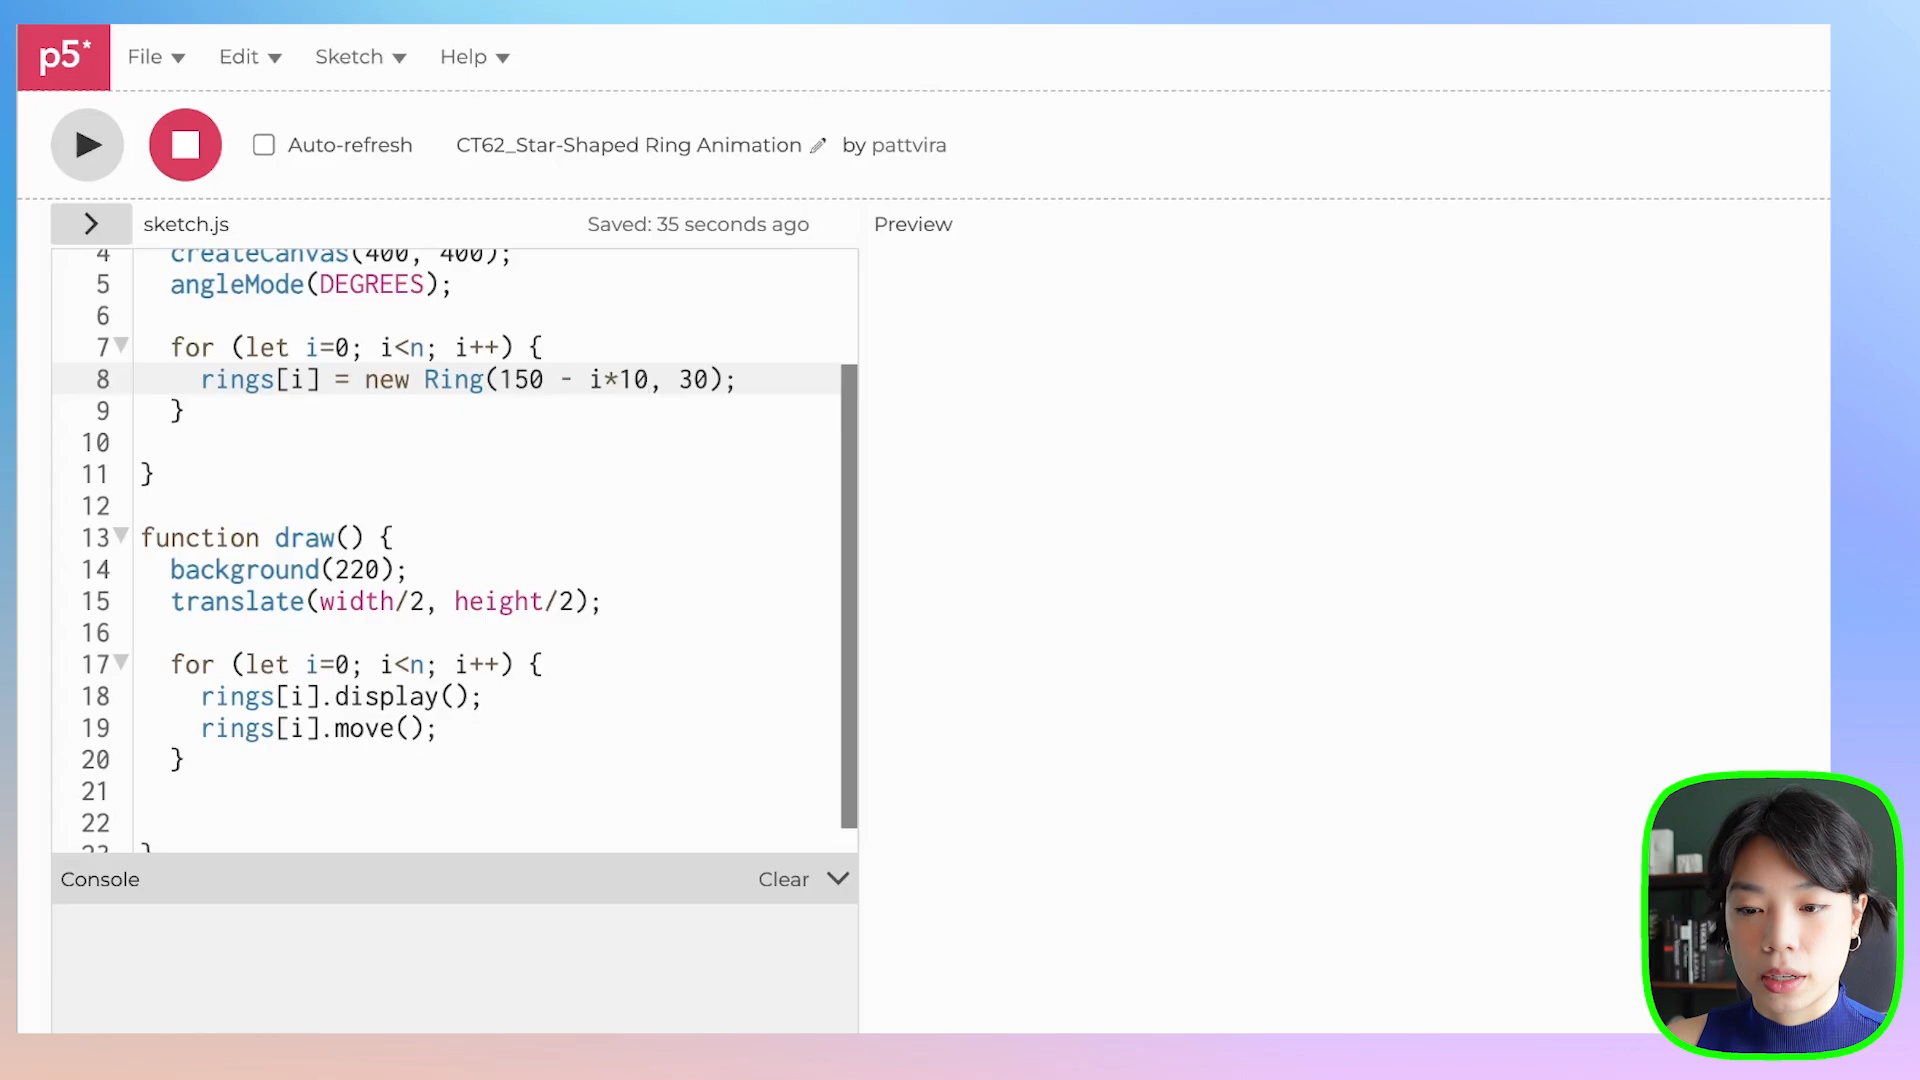 p5*
File
Edit
Sketch
Help
Auto-refresh
CT62_Star-Shaped Ring Animation
by pattvira
sketch.js
Saved: 35 seconds ago
Preview
4 createCanvas(400, 400);
5 angleMode(DEGREES);
6
7 for (let i=0; i<n; i++) {
8 rings[i] = new Ring(150 - i*10, 30);
9 }
10
11 }
12
13 function draw() {
14 background(220);
15 translate(width/2, height/2);
16
17 for (let i=0; i<n; i++) {
18 rings[i].display();
19 rings[i].move();
20 }
21
22
23 }
Console
Clear